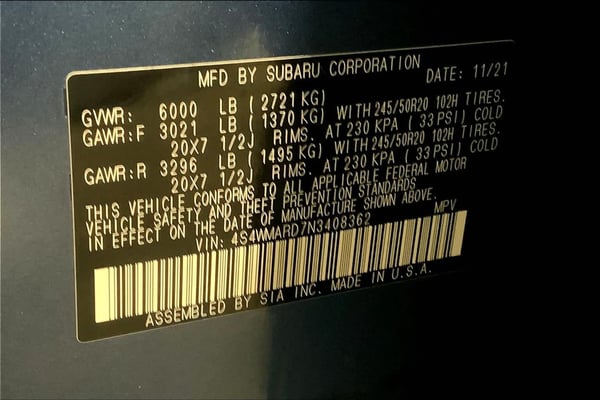 MFD BY SUBARU CORPORATION DATE: 11/21
GVWR: 6000 LB (2721 KG)
GAWR:F 3021 LB (1370 KG) WITH 245/50R20 102H TIRES.
20X7 1/2J RIMS. AT 230 KPA (33 PSI) COLD
GAWR:R 3296 LB (1495 KG) WITH 245/50R20 102H TIRES.
20X7 1/2J RIMS. AT 230 KPA (33 PSI) COLD
THIS VEHICLE CONFORMS TO ALL APPLICABLE FEDERAL MOTOR
VEHICLE SAFETY AND THEFT PREVENTION STANDARDS
IN EFFECT ON THE DATE OF MANUFACTURE SHOWN ABOVE.
VIN: 4S4WMARD7N3408362 MPV
ASSEMBLED BY SIA INC. MADE IN U.S.A.